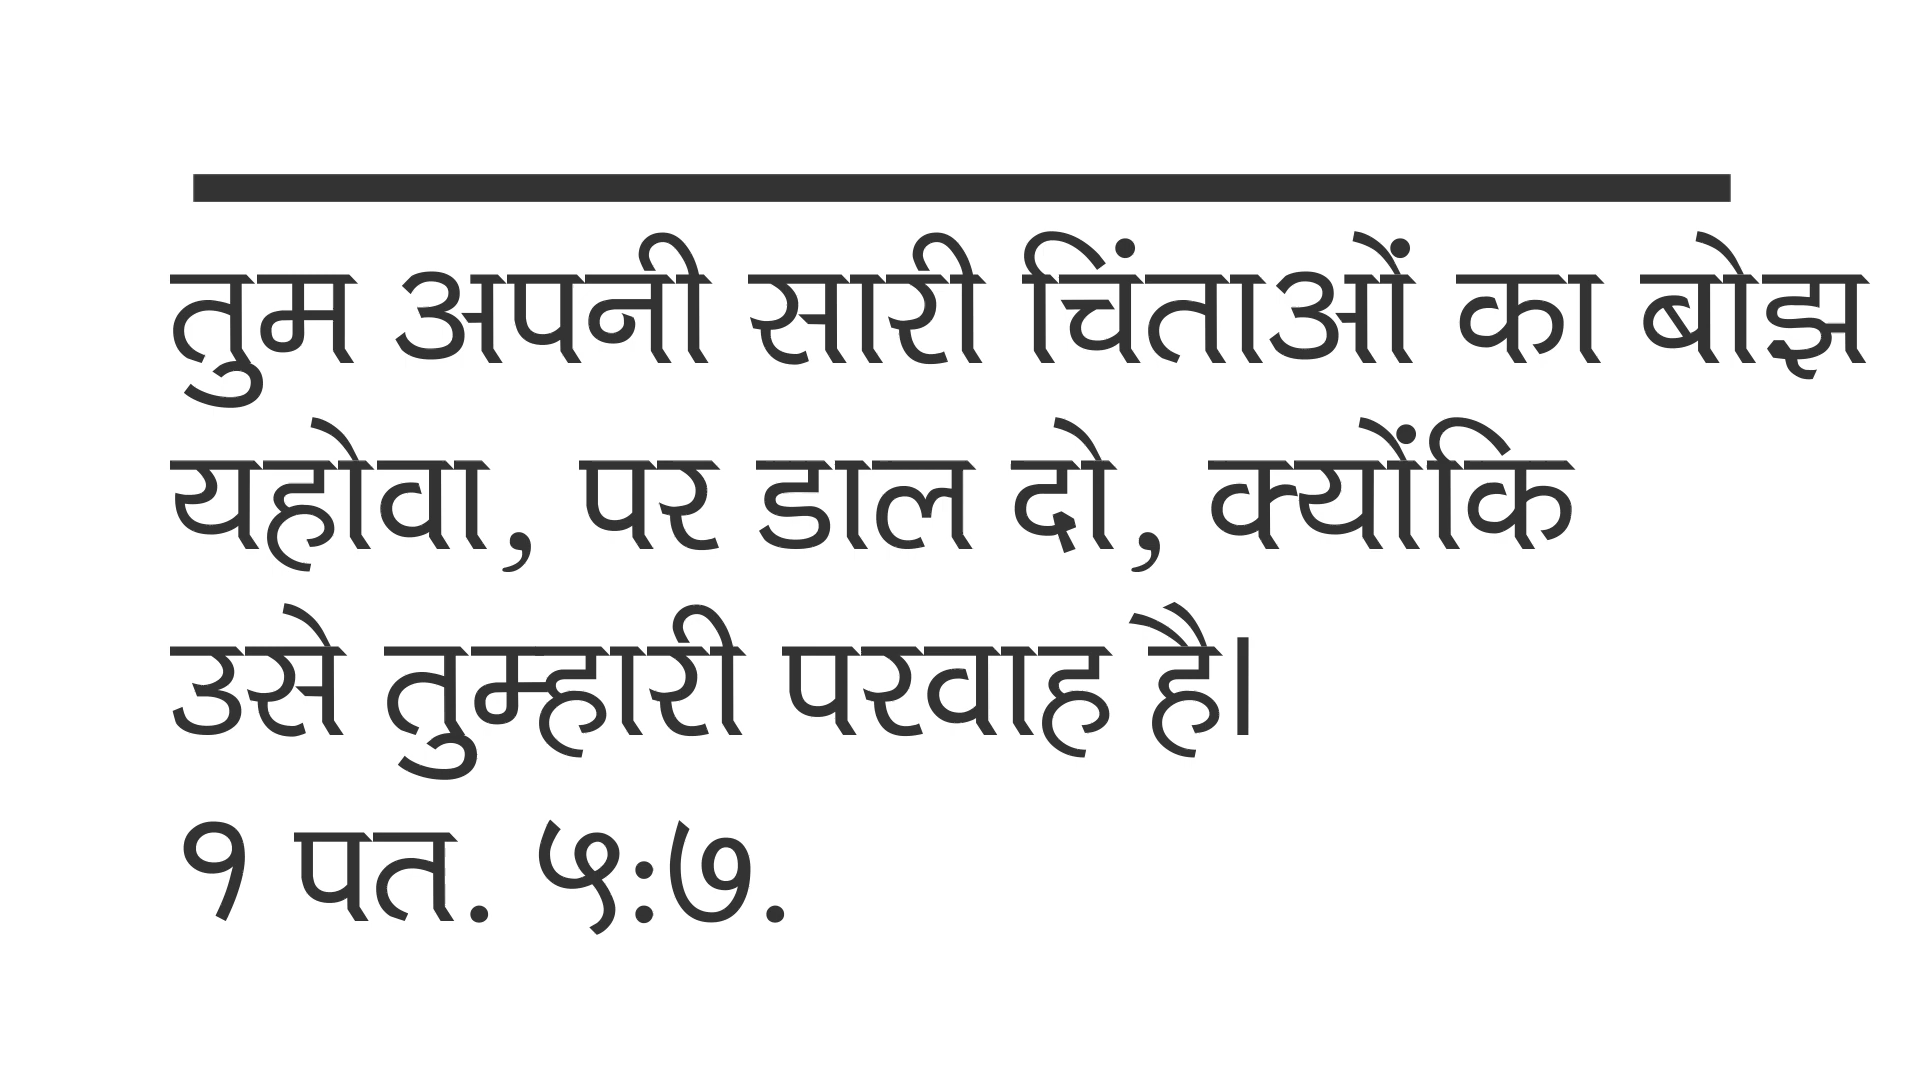 तुम अपनी सारी चिंताओं का बोझ
यहोवा, पर डाल दो, क्योंकि
उसे तुम्हारी परवाह है।
१ पत. ५:७.